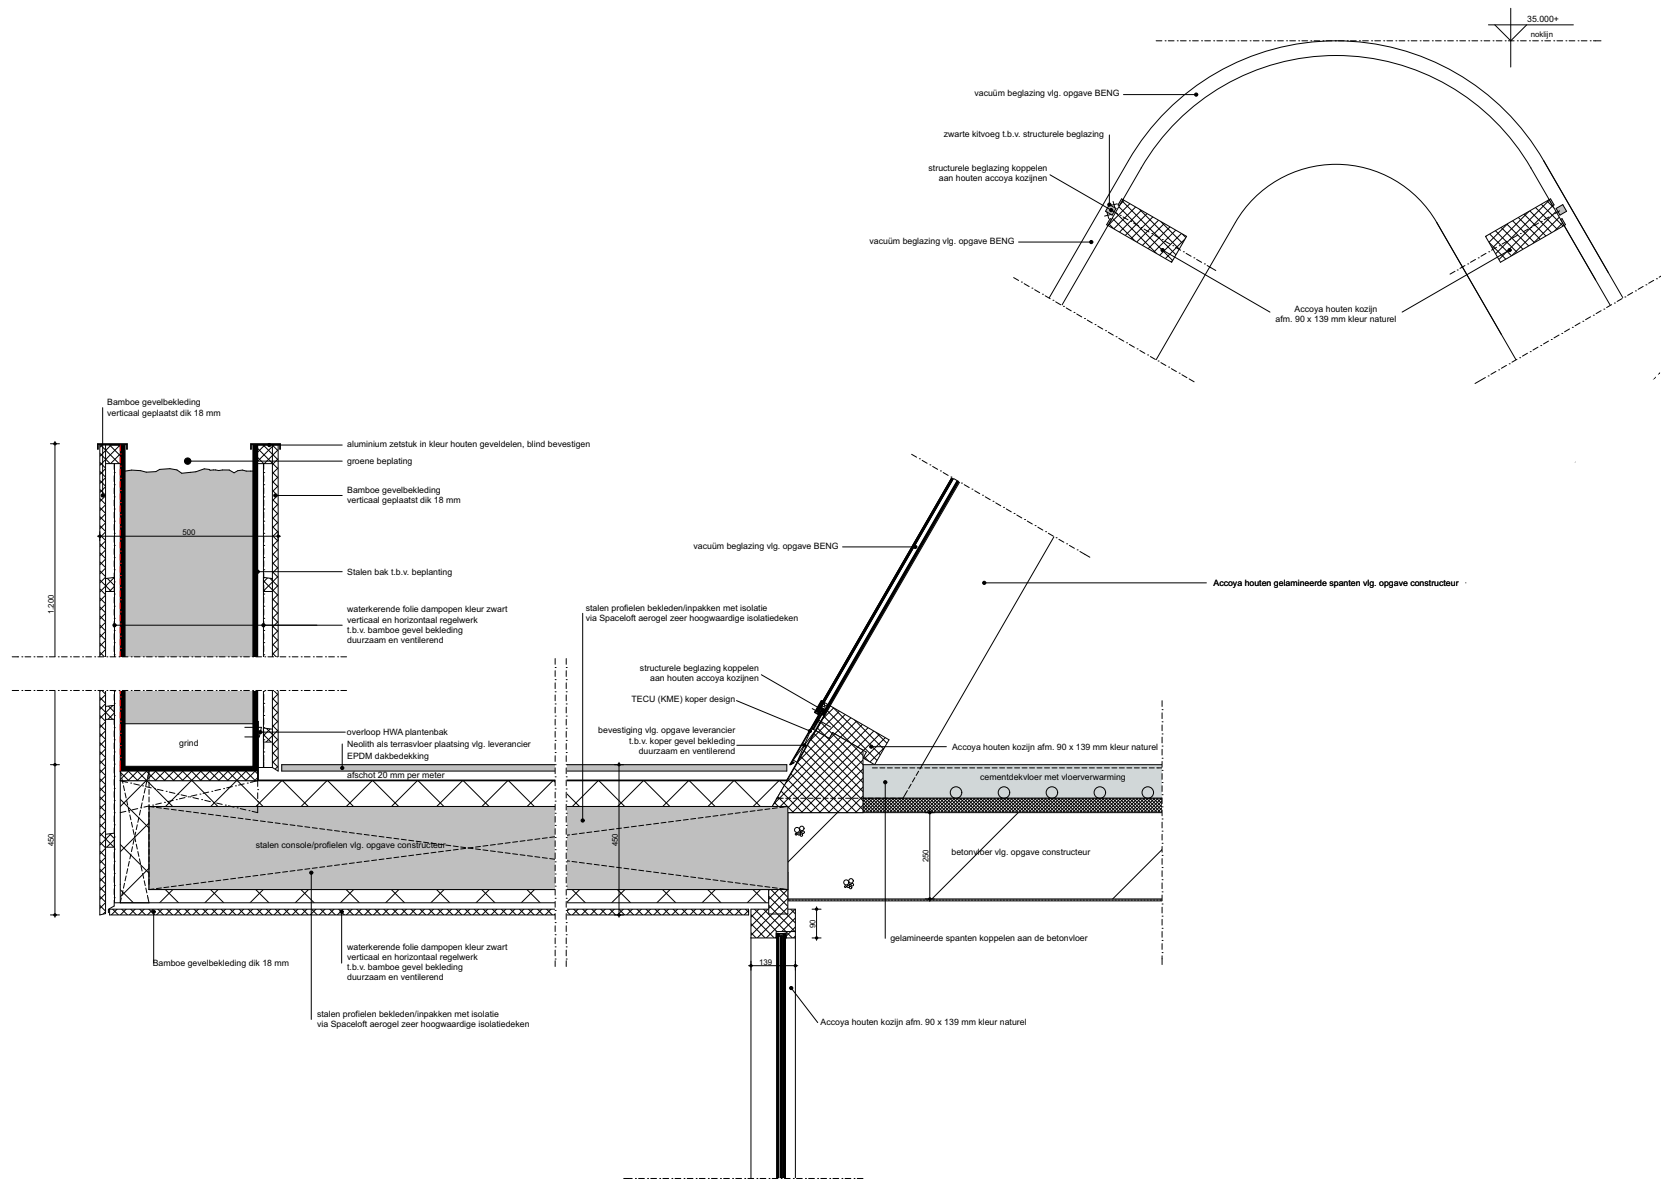 35.000+
noklijn
vacuüm beglazing vlg. opgave BENG
zwarte kitvoeg t.b.v. structurele beglazing
structurele beglazing koppelen
aan houten accoya kozijnen
vacuüm beglazing vlg. opgave BENG
Accoya houten kozijn
afm. 90 x 139 mm kleur naturel
Bamboe gevelbekleding
verticaal geplaatst dik 18 mm
aluminium zetstuk in kleur houten geveldelen, blind bevestigen
groene beplating
Bamboe gevelbekleding
verticaal geplaatst dik 18 mm
500
vacuüm beglazing vlg. opgave BENG
Stalen bak t.b.v. beplanting
Accoya houten gelamineerde spanten vlg. opgave constructeur
1.200
waterkerende folie dampopen kleur zwart
verticaal en horizontaal regelwerk
t.b.v. bamboe gevel bekleding
duurzaam en ventilerend
stalen profielen bekleden/inpakken met isolatie
via Spaceloft aerogel zeer hoogwaardige isolatiedeken
structurele beglazing koppelen
aan houten accoya kozijnen
TECU (KME) koper design
bevestiging vlg. opgave leverancier
t.b.v. koper gevel bekleding
duurzaam en ventilerend
overloop HWA plantenbak
grind
Neolith als terrasvloer plaatsing vlg. leverancier
EPDM dakbedekking
afschot 20 mm per meter
Accoya houten kozijn afm. 90 x 139 mm kleur naturel
cementdekvloer met vloerverwarming
450
stalen console/profielen vlg. opgave constructeur
450
250
betonvloer vlg. opgave constructeur
90
gelamineerde spanten koppelen aan de betonvloer
waterkerende folie dampopen kleur zwart
verticaal en horizontaal regelwerk
t.b.v. bamboe gevel bekleding
duurzaam en ventilerend
Bamboe gevelbekleding dik 18 mm
139
stalen profielen bekleden/inpakken met isolatie
via Spaceloft aerogel zeer hoogwaardige isolatiedeken
Accoya houten kozijn afm. 90 x 139 mm kleur naturel